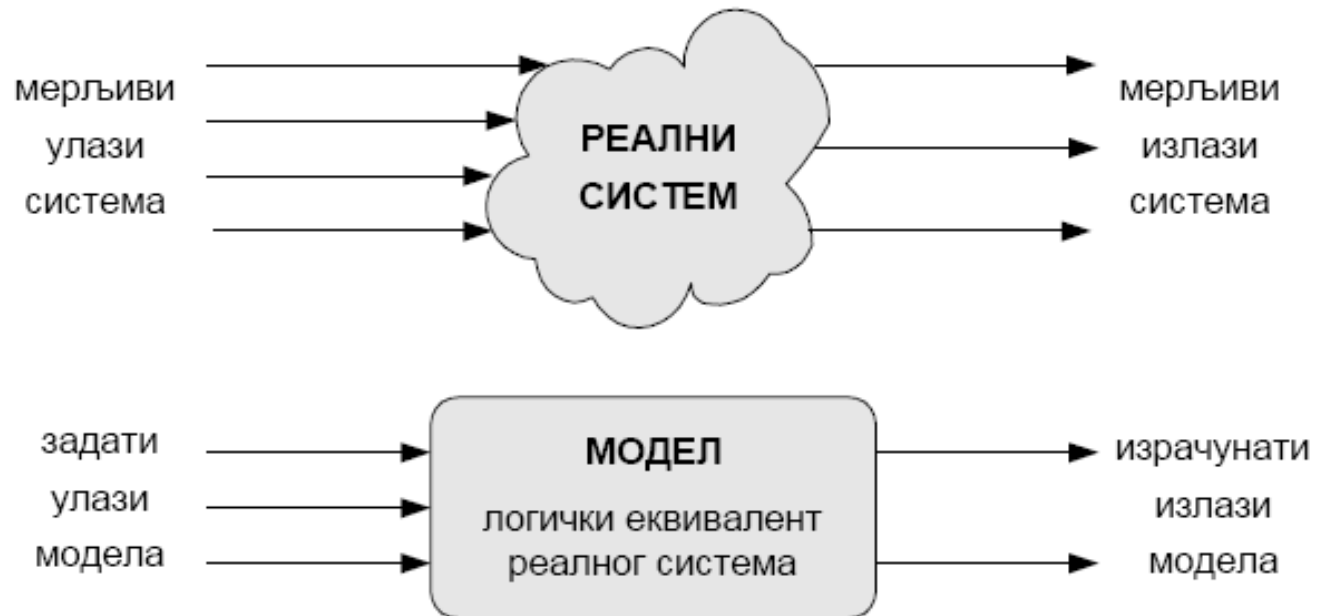 мерљиви
улази
система
РЕАЛНИ
СИСТЕМ
мерљиви
излази
система
задати
улази
модела
МОДЕЛ
логички еквивалент
реалног система
израчунати
излази
модела